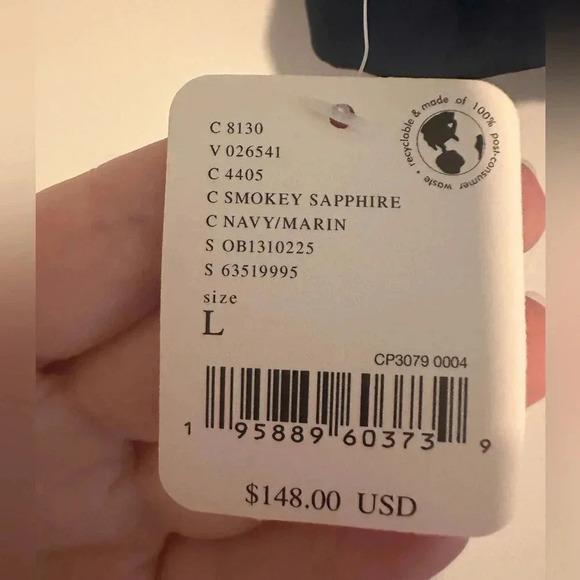 C 8130
V 026541
C 4405
C SMOKEY SAPPHIRE
C NAVY/MARIN
S OB1310225
S 63519995
size
L
recyclable & made of 100% post-consumer waste •
CP3079 0004
1 95889 60373 9
$148.00 USD